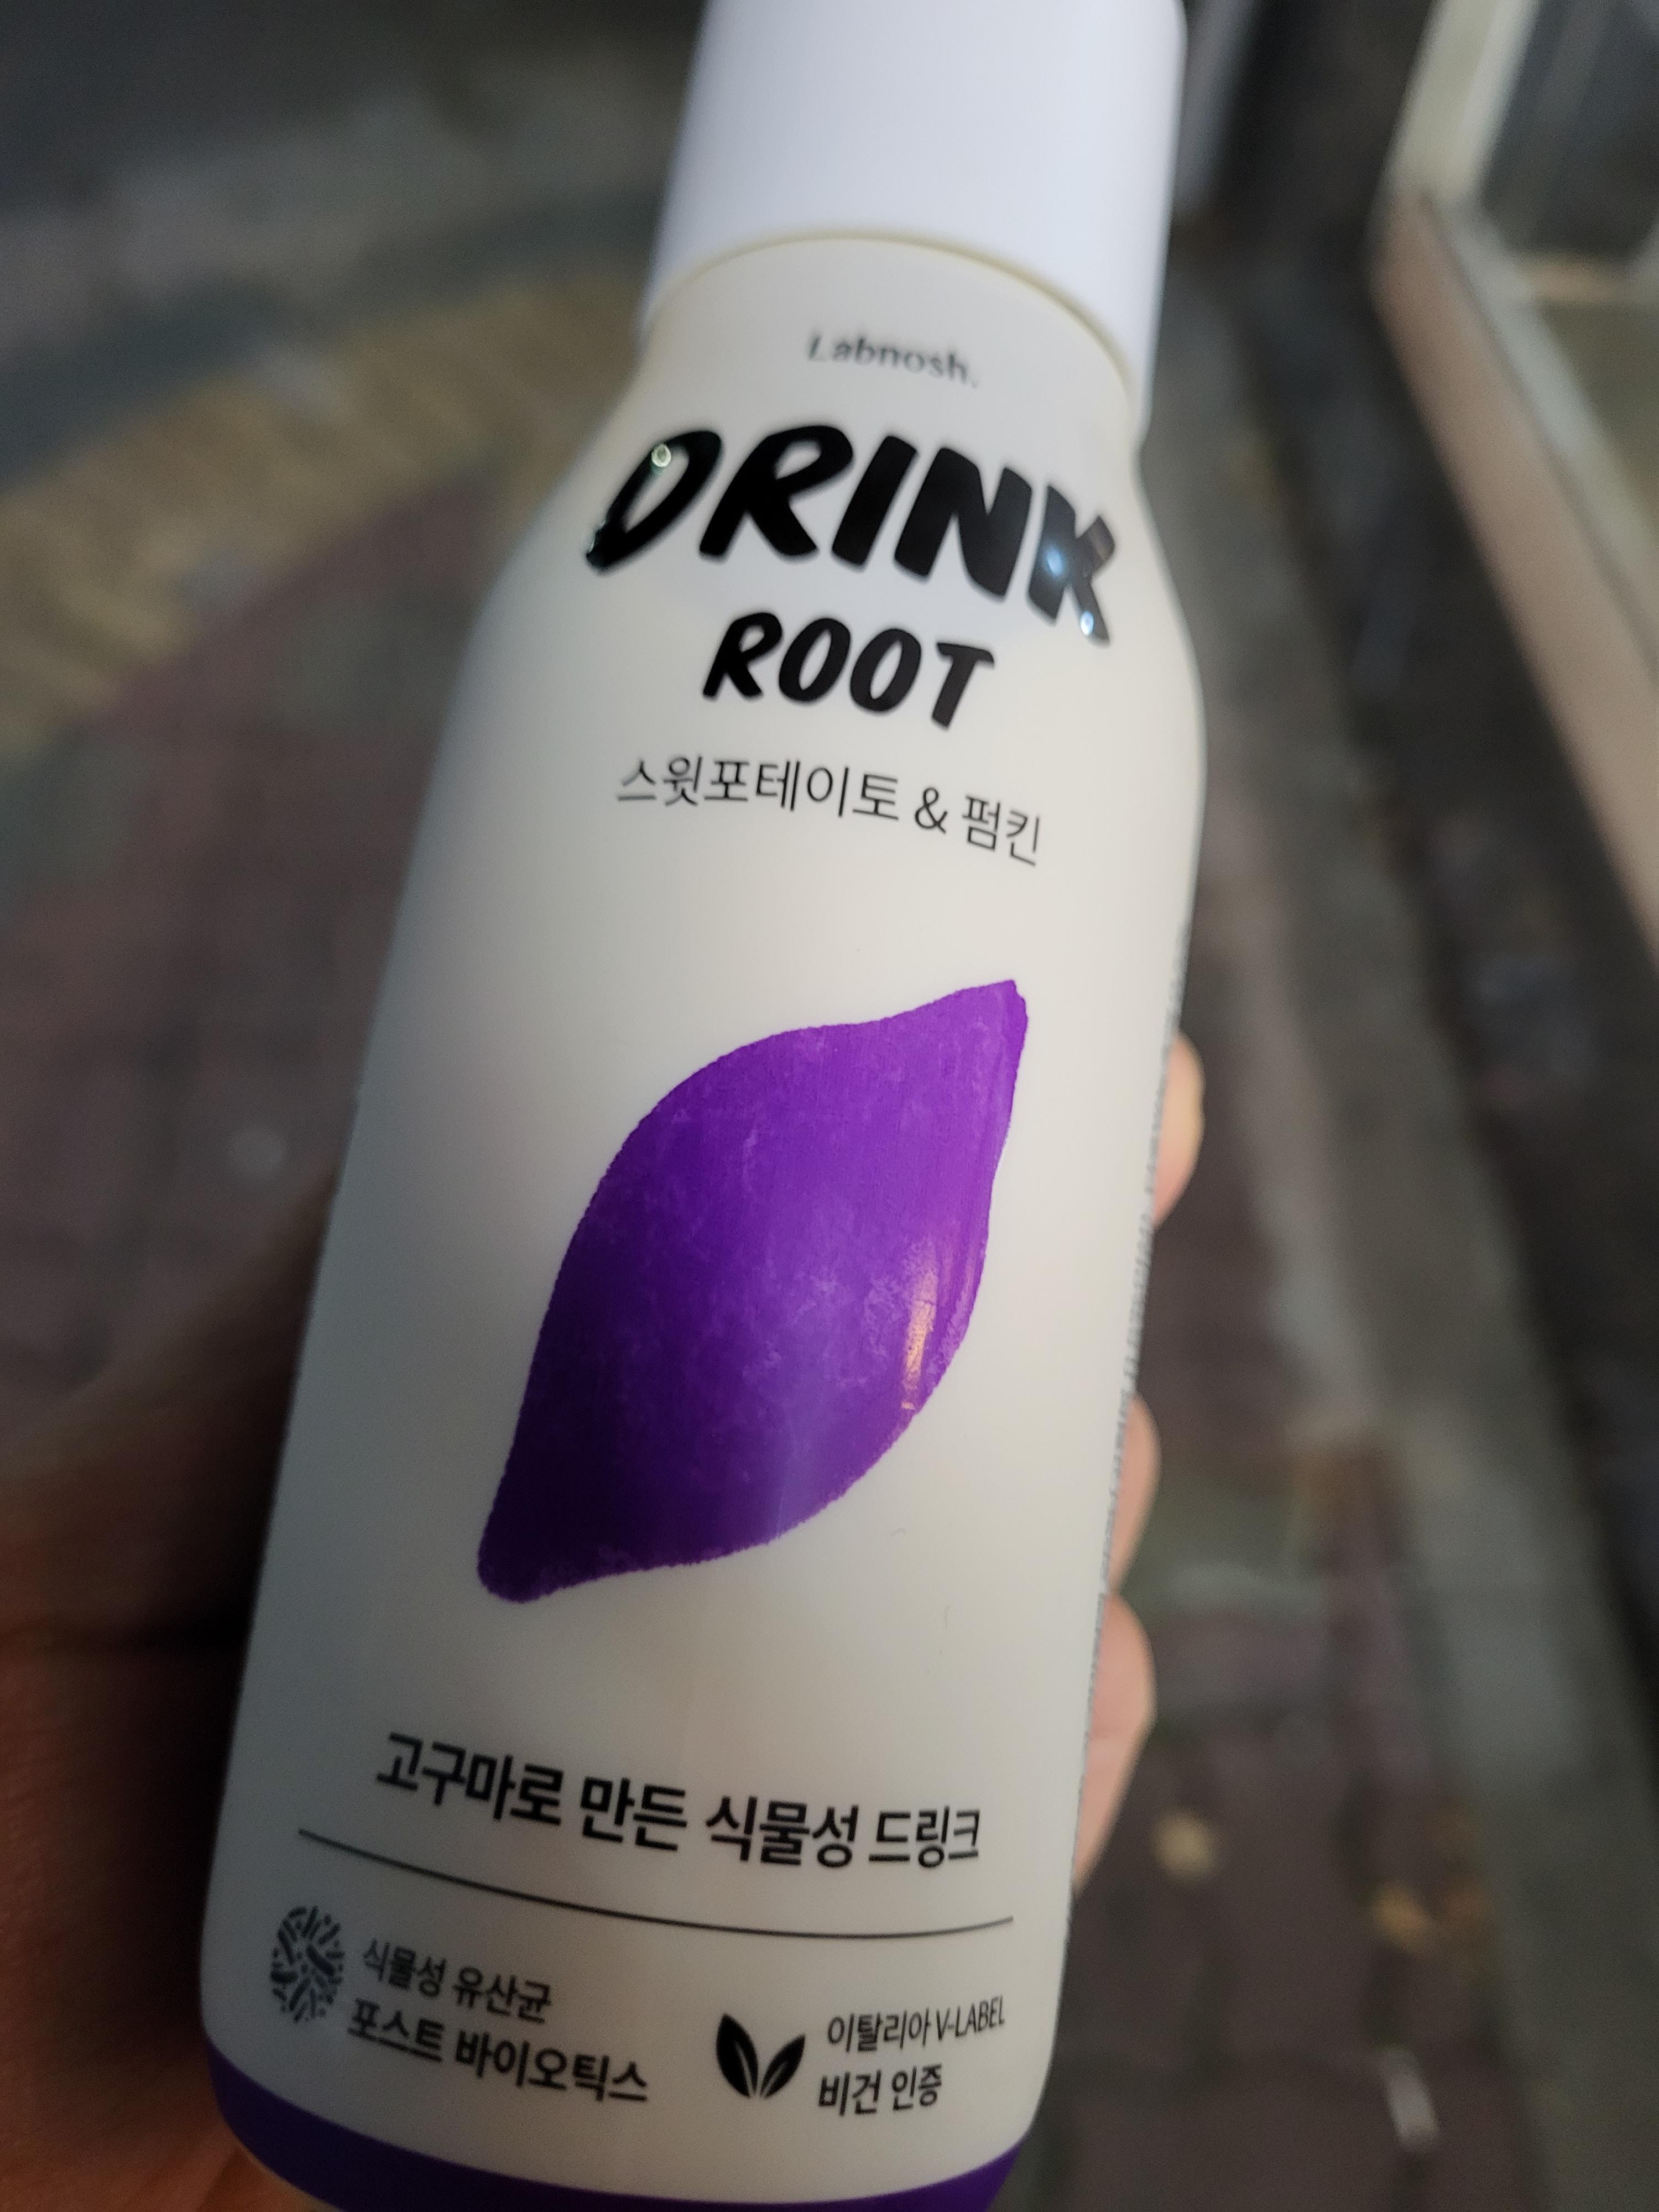 Labnosh.
DRINK
ROOT
스윗포테이토 & 펌킨
고구마로 만든 식물성 드링크
식물성 유산균
포스트 바이오틱스
이탈리아 V-LABEL
비건 인증